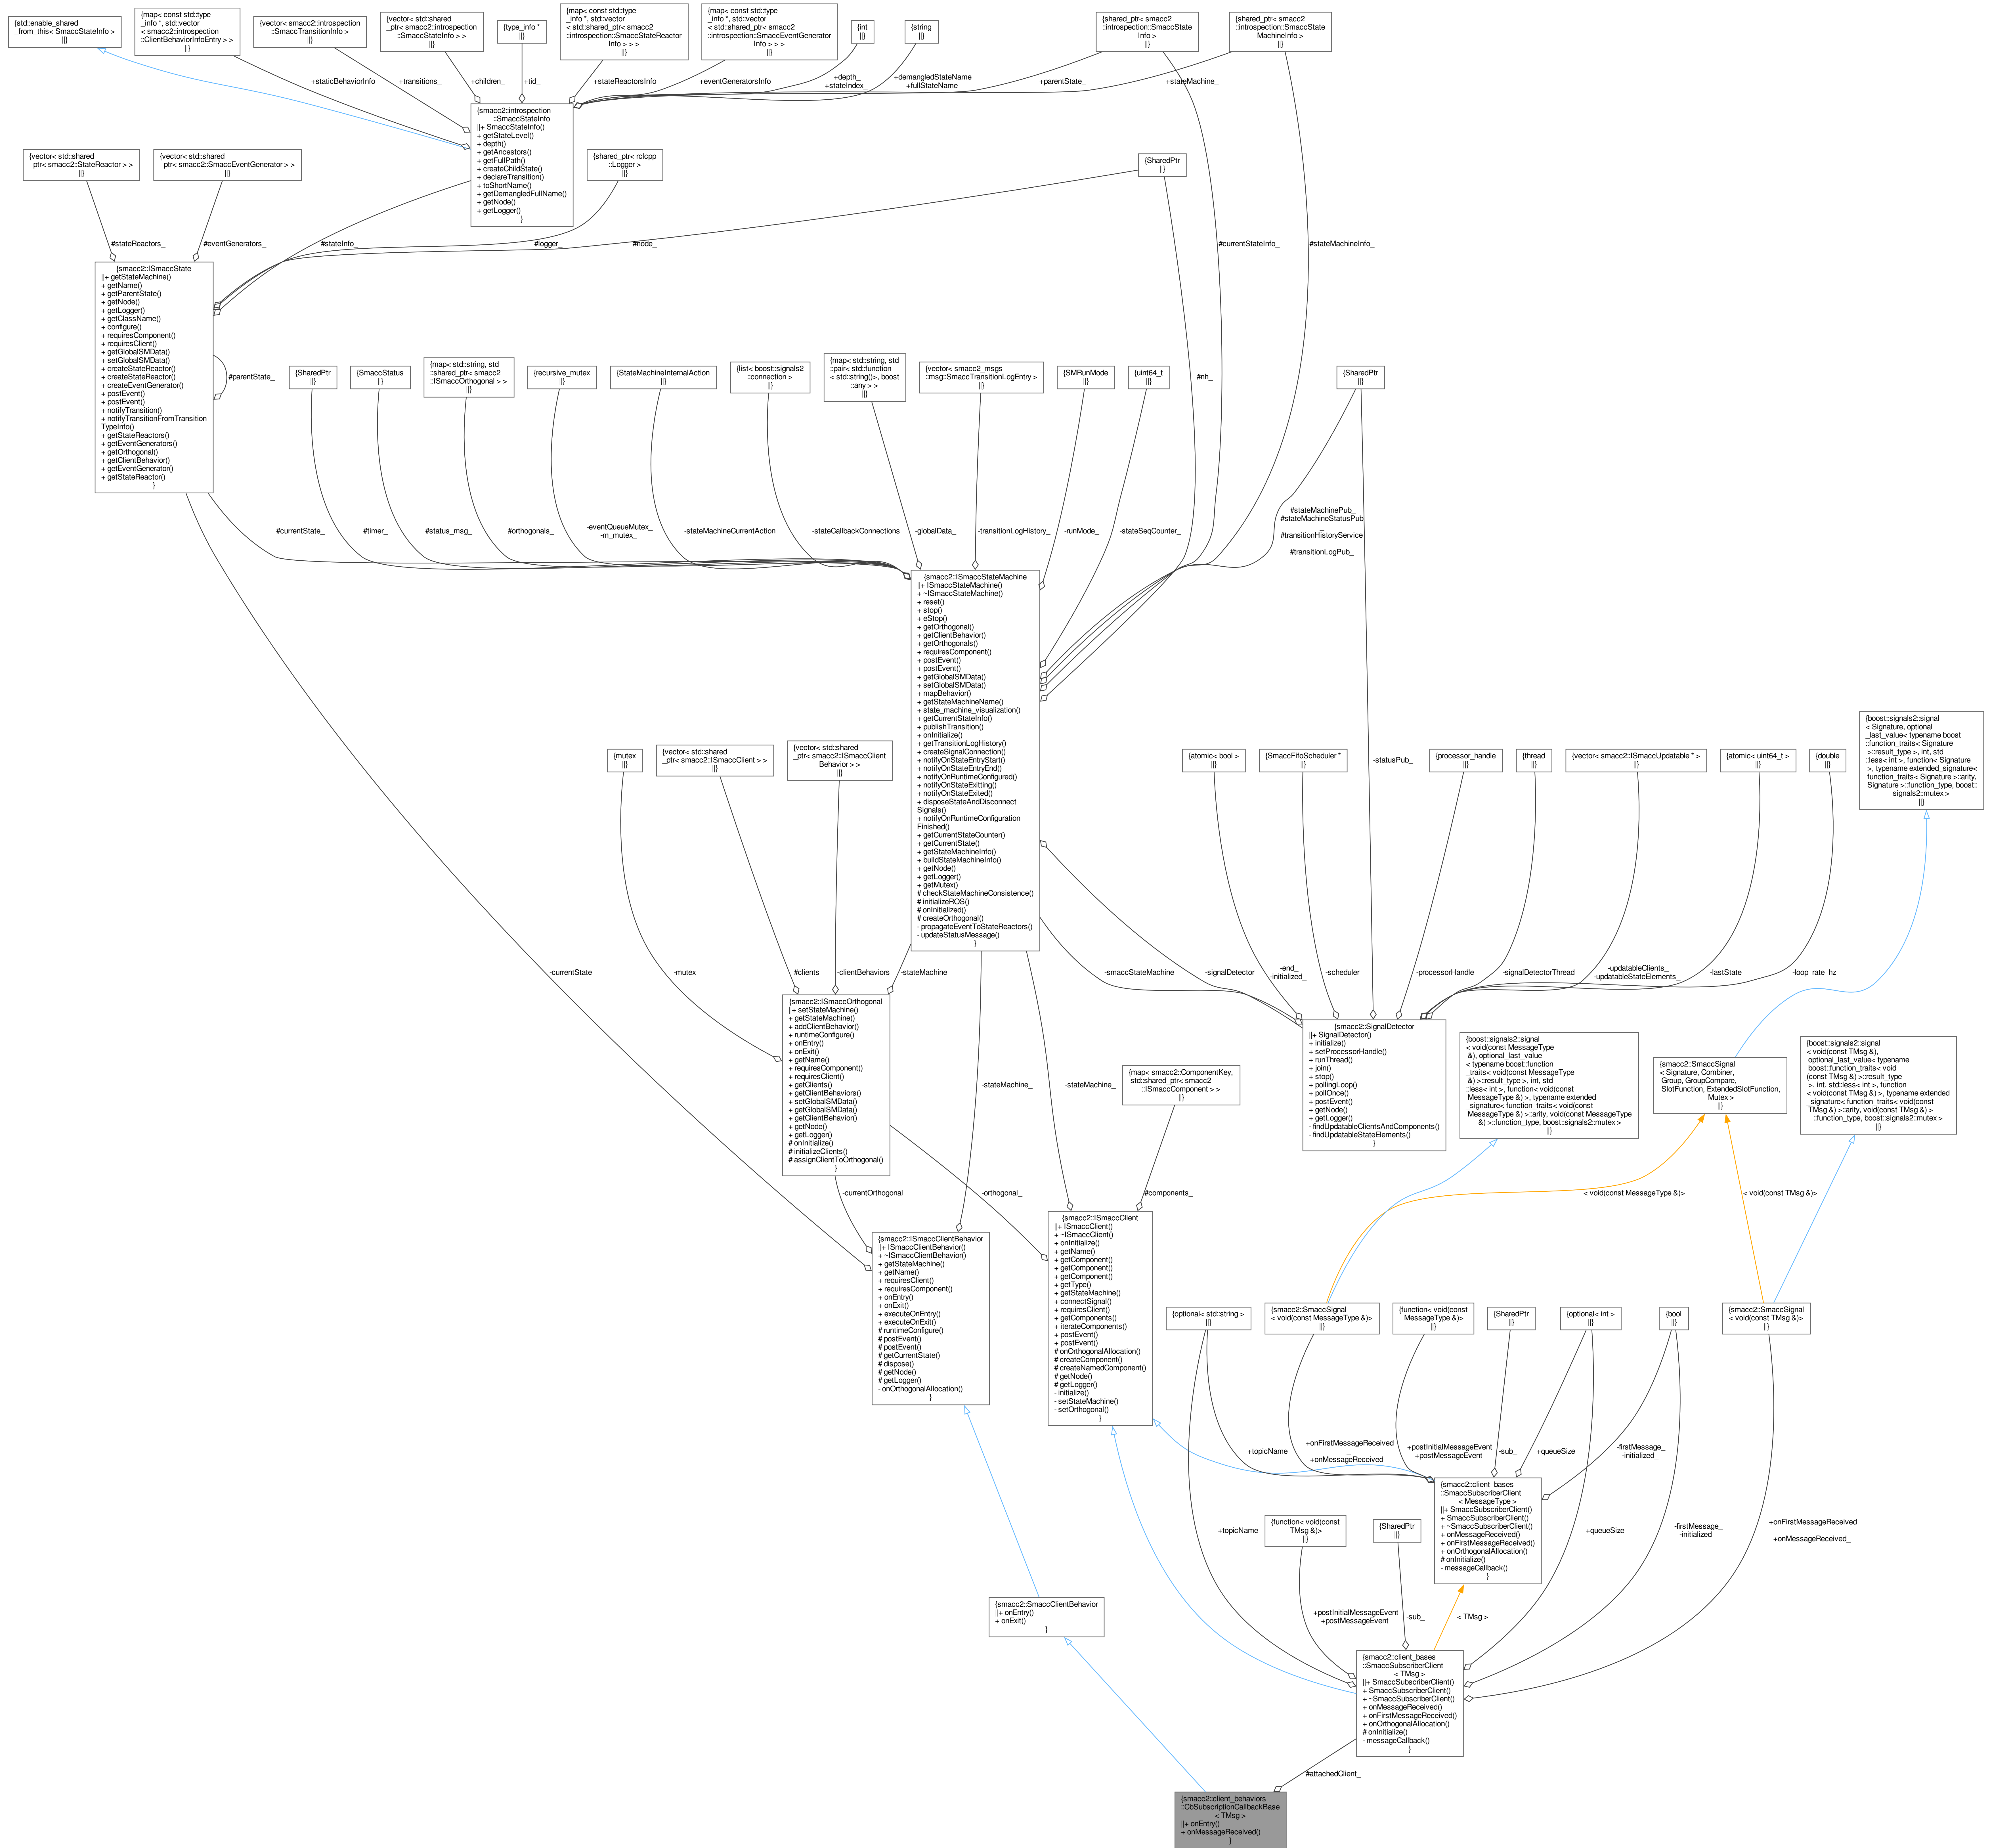 {std::enable_shared
_from_this< SmaccStateInfo >
||}
{map< const std::type
_info *, std::vector
< smacc2::introspection
::ClientBehaviorInfoEntry > >
||}
{vector< smacc2::introspection
::SmaccTransitionInfo >
||}
{vector< std::shared
_ptr< smacc2::introspection
::SmaccStateInfo > >
||}
{type_info *
||}
{map< const std::type
_info *, std::vector
< std::shared_ptr< smacc2
::introspection::SmaccStateReactor
Info > > >
||}
{map< const std::type
_info *, std::vector
< std::shared_ptr< smacc2
::introspection::SmaccEventGenerator
Info > > >
||}
{int
||}
{string
||}
{shared_ptr< smacc2
::introspection::SmaccState
Info >
||}
{shared_ptr< smacc2
::introspection::SmaccState
MachineInfo >
||}
+staticBehaviorInfo
+transitions_
+children_
+tid_
+stateReactorsInfo
+eventGeneratorsInfo
+depth_
+stateIndex_
+demangledStateName
+fullStateName
+parentState_
+stateMachine_
{smacc2::introspection
::SmaccStateInfo
||+ SmaccStateInfo()
+ getStateLevel()
+ depth()
+ getAncestors()
+ getFullPath()
+ createChildState()
+ declareTransition()
+ toShortName()
+ getDemangledFullName()
+ getNode()
+ getLogger()
}
{vector< std::shared
_ptr< smacc2::StateReactor > >
||}
{vector< std::shared
_ptr< smacc2::SmaccEventGenerator > >
||}
{shared_ptr< rclcpp
::Logger >
||}
{SharedPtr
||}
#stateReactors_
#eventGenerators_
#stateInfo_
#logger_
#node_
#currentStateInfo_
#stateMachineInfo_
{smacc2::ISmaccState
||+ getStateMachine()
+ getName()
+ getParentState()
+ getNode()
+ getLogger()
+ getClassName()
+ configure()
+ requiresComponent()
+ requiresClient()
+ getGlobalSMData()
+ setGlobalSMData()
+ createStateReactor()
+ createStateReactor()
+ createEventGenerator()
+ postEvent()
+ postEvent()
+ notifyTransition()
+ notifyTransitionFromTransition
TypeInfo()
+ getStateReactors()
+ getEventGenerators()
+ getOrthogonal()
+ getClientBehavior()
+ getEventGenerator()
+ getStateReactor()
}
#parentState_
{SharedPtr
||}
{SmaccStatus
||}
{map< std::string, std
::shared_ptr< smacc2
::ISmaccOrthogonal > >
||}
{recursive_mutex
||}
{StateMachineInternalAction
||}
{list< boost::signals2
::connection >
||}
{map< std::string, std
::pair< std::function
< std::string()>, boost
::any > >
||}
{vector< smacc2_msgs
::msg::SmaccTransitionLogEntry >
||}
{SMRunMode
||}
{uint64_t
||}
#nh_
{SharedPtr
||}
#currentState_
#timer_
#status_msg_
#orthogonals_
-eventQueueMutex_
-m_mutex_
-stateMachineCurrentAction
-stateCallbackConnections
-globalData_
-transitionLogHistory_
-runMode_
-stateSeqCounter_
#stateMachinePub_
#stateMachineStatusPub
_
#transitionHistoryService
_
#transitionLogPub_
{smacc2::ISmaccStateMachine
||+ ISmaccStateMachine()
+ ~ISmaccStateMachine()
+ reset()
+ stop()
+ eStop()
+ getOrthogonal()
+ getClientBehavior()
+ getOrthogonals()
+ requiresComponent()
+ postEvent()
+ postEvent()
+ getGlobalSMData()
+ setGlobalSMData()
+ mapBehavior()
+ getStateMachineName()
+ state_machine_visualization()
+ getCurrentStateInfo()
+ publishTransition()
+ onInitialize()
+ getTransitionLogHistory()
+ createSignalConnection()
+ notifyOnStateEntryStart()
+ notifyOnStateEntryEnd()
+ notifyOnRuntimeConfigured()
+ notifyOnStateExitting()
+ notifyOnStateExited()
+ disposeStateAndDisconnect
Signals()
+ notifyOnRuntimeConfiguration
Finished()
+ getCurrentStateCounter()
+ getCurrentState()
+ getStateMachineInfo()
+ buildStateMachineInfo()
+ getNode()
+ getLogger()
+ getMutex()
# checkStateMachineConsistence()
# initializeROS()
# onInitialized()
# createOrthogonal()
- propagateEventToStateReactors()
- updateStatusMessage()
}
{boost::signals2::signal
< Signature, optional
_last_value< typename boost
::function_traits< Signature
 >::result_type >, int, std
::less< int >, function< Signature
 >, typename extended_signature<
 function_traits< Signature >::arity,
 Signature >::function_type, boost::
signals2::mutex >
||}
{mutex
||}
{vector< std::shared
_ptr< smacc2::ISmaccClient > >
||}
{vector< std::shared
_ptr< smacc2::ISmaccClient
Behavior > >
||}
{atomic< bool >
||}
{SmaccFifoScheduler *
||}
-statusPub_
{processor_handle
||}
{thread
||}
{vector< smacc2::ISmaccUpdatable * >
||}
{atomic< uint64_t >
||}
{double
||}
-currentState
-mutex_
#clients_
-clientBehaviors_
-stateMachine_
-smaccStateMachine_
-signalDetector_
-end_
-initialized_
-scheduler_
-processorHandle_
-signalDetectorThread_
-updatableClients_
-updatableStateElements_
-lastState_
-loop_rate_hz
{smacc2::ISmaccOrthogonal
||+ setStateMachine()
+ getStateMachine()
+ addClientBehavior()
+ runtimeConfigure()
+ onEntry()
+ onExit()
+ getName()
+ requiresComponent()
+ requiresClient()
+ getClients()
+ getClientBehaviors()
+ setGlobalSMData()
+ getGlobalSMData()
+ getClientBehavior()
+ getNode()
+ getLogger()
# onInitialize()
# initializeClients()
# assignClientToOrthogonal()
}
{smacc2::SignalDetector
||+ SignalDetector()
+ initialize()
+ setProcessorHandle()
+ runThread()
+ join()
+ stop()
+ pollingLoop()
+ pollOnce()
+ postEvent()
+ getNode()
+ getLogger()
- findUpdatableClientsAndComponents()
- findUpdatableStateElements()
}
{boost::signals2::signal
< void(const MessageType
 &), optional_last_value
< typename boost::function
_traits< void(const MessageType
 &) >::result_type >, int, std
::less< int >, function< void(const
 MessageType &) >, typename extended
_signature< function_traits< void(const
 MessageType &) >::arity, void(const MessageType
 &) >::function_type, boost::signals2::mutex >
||}
{smacc2::SmaccSignal
< Signature, Combiner,
 Group, GroupCompare,
 SlotFunction, ExtendedSlotFunction,
 Mutex >
||}
{boost::signals2::signal
< void(const TMsg &),
 optional_last_value< typename
 boost::function_traits< void
(const TMsg &) >::result_type
 >, int, std::less< int >, function
< void(const TMsg &) >, typename extended
_signature< function_traits< void(const
 TMsg &) >::arity, void(const TMsg &) >
::function_type, boost::signals2::mutex >
||}
-stateMachine_
-stateMachine_
{map< smacc2::ComponentKey,
 std::shared_ptr< smacc2
::ISmaccComponent > >
||}
-currentOrthogonal
-orthogonal_
#components_
< void(const MessageType &)>
< void(const TMsg &)>
{smacc2::ISmaccClientBehavior
||+ ISmaccClientBehavior()
+ ~ISmaccClientBehavior()
+ getStateMachine()
+ getName()
+ requiresClient()
+ requiresComponent()
+ onEntry()
+ onExit()
+ executeOnEntry()
+ executeOnExit()
# runtimeConfigure()
# postEvent()
# postEvent()
# getCurrentState()
# dispose()
# getNode()
# getLogger()
- onOrthogonalAllocation()
}
{smacc2::ISmaccClient
||+ ISmaccClient()
+ ~ISmaccClient()
+ onInitialize()
+ getName()
+ getComponent()
+ getComponent()
+ getComponent()
+ getType()
+ getStateMachine()
+ connectSignal()
+ requiresClient()
+ getComponents()
+ iterateComponents()
+ postEvent()
+ postEvent()
# onOrthogonalAllocation()
# createComponent()
# createNamedComponent()
# getNode()
# getLogger()
- initialize()
- setStateMachine()
- setOrthogonal()
}
{optional< std::string >
||}
{smacc2::SmaccSignal
< void(const MessageType &)>
||}
{function< void(const
 MessageType &)>
||}
{SharedPtr
||}
{optional< int >
||}
{bool
||}
{smacc2::SmaccSignal
< void(const TMsg &)>
||}
+topicName
+onFirstMessageReceived
_
+onMessageReceived_
+postInitialMessageEvent
+postMessageEvent
-sub_
+queueSize
-firstMessage_
-initialized_
{smacc2::client_bases
::SmaccSubscriberClient
< MessageType >
||+ SmaccSubscriberClient()
+ SmaccSubscriberClient()
+ ~SmaccSubscriberClient()
+ onMessageReceived()
+ onFirstMessageReceived()
+ onOrthogonalAllocation()
# onInitialize()
- messageCallback()
}
+topicName
{function< void(const
 TMsg &)>
||}
{SharedPtr
||}
+queueSize
-firstMessage_
-initialized_
+onFirstMessageReceived
_
+onMessageReceived_
{smacc2::SmaccClientBehavior
||+ onEntry()
+ onExit()
}
+postInitialMessageEvent
+postMessageEvent
-sub_
< TMsg >
{smacc2::client_bases
::SmaccSubscriberClient
< TMsg >
||+ SmaccSubscriberClient()
+ SmaccSubscriberClient()
+ ~SmaccSubscriberClient()
+ onMessageReceived()
+ onFirstMessageReceived()
+ onOrthogonalAllocation()
# onInitialize()
- messageCallback()
}
#attachedClient_
{smacc2::client_behaviors
::CbSubscriptionCallbackBase
< TMsg >
||+ onEntry()
+ onMessageReceived()
}